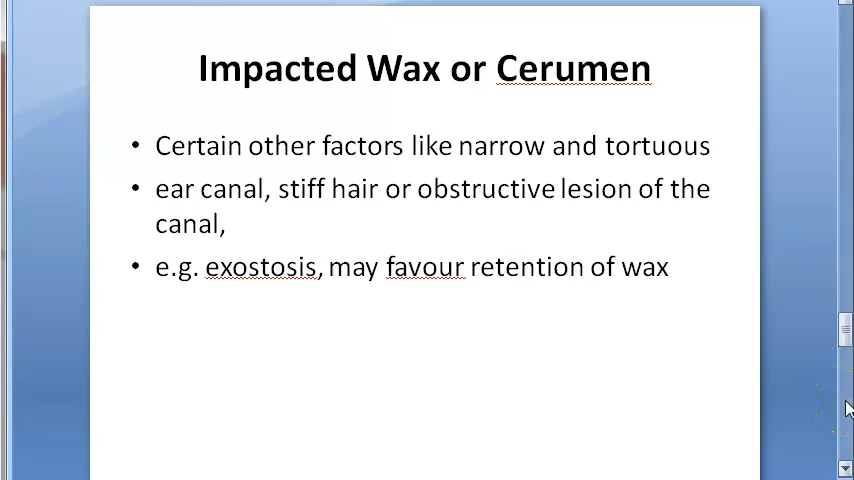 Impacted Wax or Cerumen
• Certain other factors like narrow and tortuous
• ear canal, stiff hair or obstructive lesion of the
canal,
• e.g. exostosis, may favour retention of wax